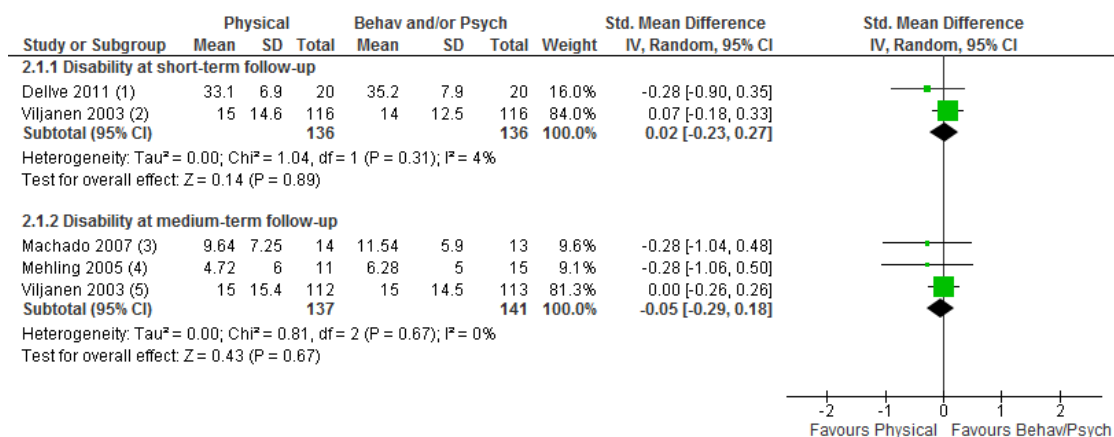 Physical Behav and/or Psych Std. Mean Difference Std. Mean Difference
Study or Subgroup Mean SD Total Mean SD Total Weight IV, Random, 95% CI IV, Random, 95% CI
2.1.1 Disability at short-term follow-up
Dellve 2011 (1) 33.1 6.9 20 35.2 7.9 20 16.0% -0.28 [-0.90, 0.35]
Viljanen 2003 (2) 15 14.6 116 14 12.5 116 84.0% 0.07 [-0.18, 0.33]
Subtotal (95% CI) 136 136 100.0% 0.02 [-0.23, 0.27]
Heterogeneity: Tau² = 0.00; Chi² = 1.04, df = 1 (P = 0.31); I² = 4%
Test for overall effect: Z = 0.14 (P = 0.89)
2.1.2 Disability at medium-term follow-up
Machado 2007 (3) 9.64 7.25 14 11.54 5.9 13 9.6% -0.28 [-1.04, 0.48]
Mehling 2005 (4) 4.72 6 11 6.28 5 15 9.1% -0.28 [-1.06, 0.50]
Viljanen 2003 (5) 15 15.4 112 15 14.5 113 81.3% 0.00 [-0.26, 0.26]
Subtotal (95% CI) 137 141 100.0% -0.05 [-0.29, 0.18]
Heterogeneity: Tau² = 0.00; Chi² = 0.81, df = 2 (P = 0.67); I² = 0%
Test for overall effect: Z = 0.43 (P = 0.67)
-2 -1 0 1 2
Favours Physical Favours Behav/Psych